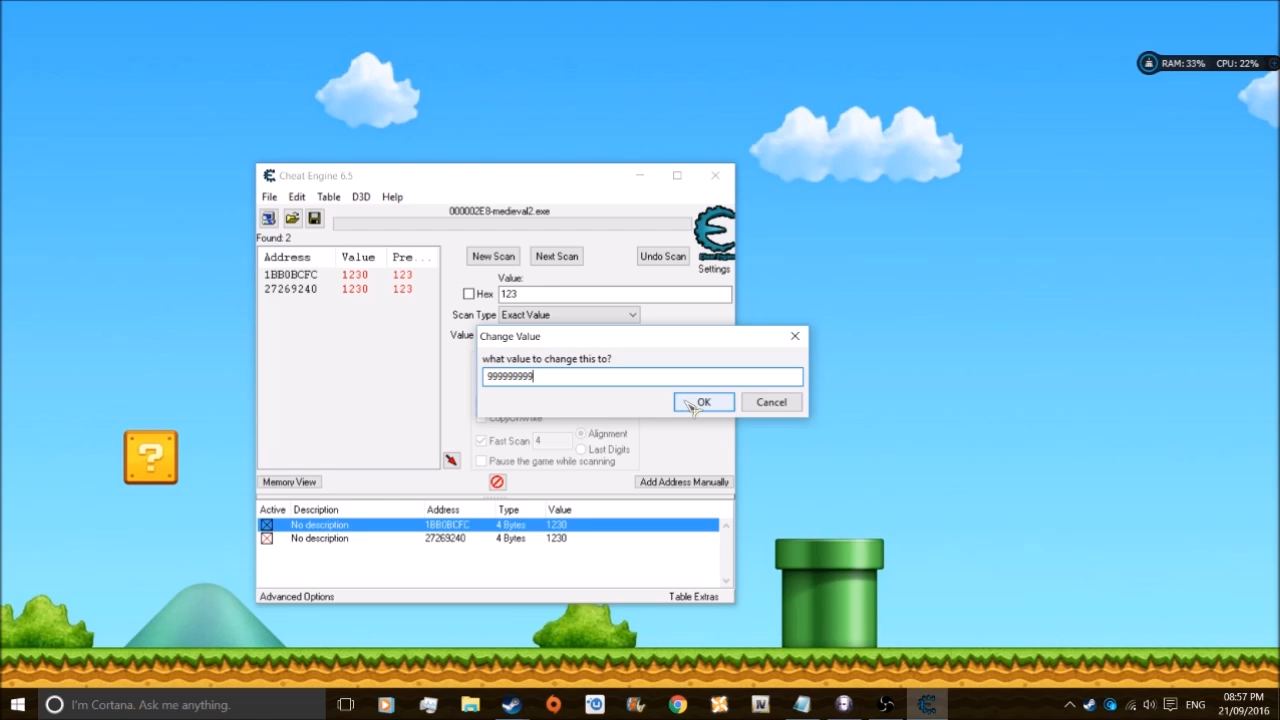 RAM: 33% CPU: 22%
Cheat Engine 6.5
File Edit Table D3D Help
000002E8-medieval2.exe
Found: 2
Address Value Pre...
1BB0BCFC 1230 123
27269240 1230 123
New Scan Next Scan Undo Scan
Settings
Value:
Hex 123
Scan Type Exact Value
Value
Change Value
what value to change this to?
999999999
OK Cancel
CopyOnWrite
Fast Scan 4 Alignment
Last Digits
Pause the game while scanning
Memory View Add Address Manually
Active Description Address Type Value
No description 1BB0BCFC 4 Bytes 1230
No description 27269240 4 Bytes 1230
Advanced Options Table Extras
I'm Cortana. Ask me anything.
ENG
08:57 PM
21/09/2016